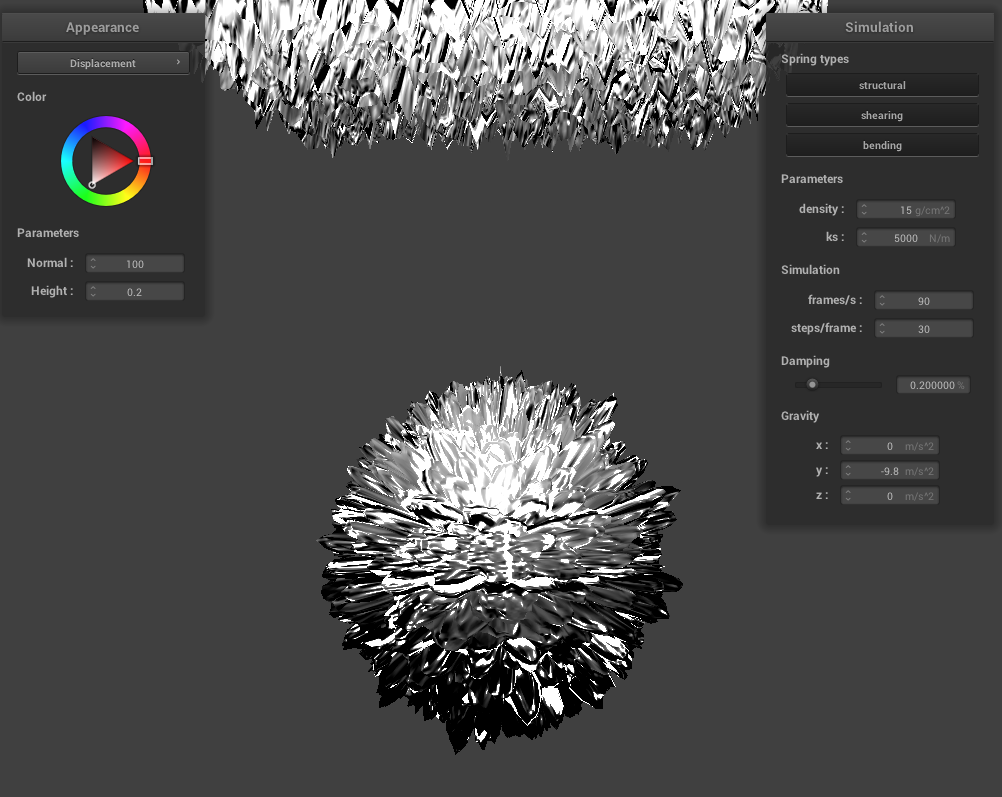 Appearance
Displacement
Color
Parameters
Normal : 100
Height : 0.2
Simulation
Spring types
structural
shearing
bending
Parameters
density : 15 g/cm^2
ks : 5000 N/m
Simulation
frames/s : 90
steps/frame : 30
Damping
0.200000 %
Gravity
x : 0 m/s^2
y : -9.8 m/s^2
z : 0 m/s^2